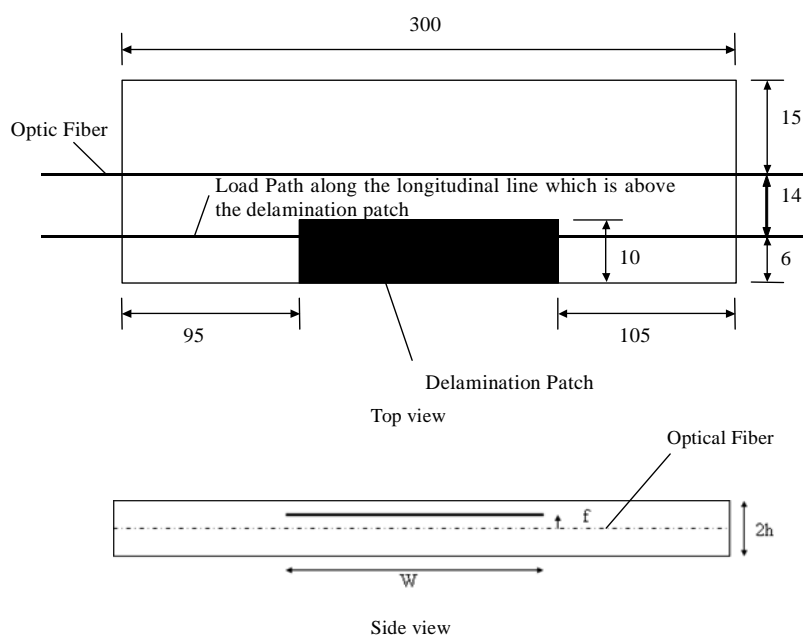 300
15
Optic Fiber
Load Path along the longitudinal line which is above
the delamination patch
14
10
6
95
105
Delamination Patch
Top view
Optical Fiber
f
2h
W
Side view